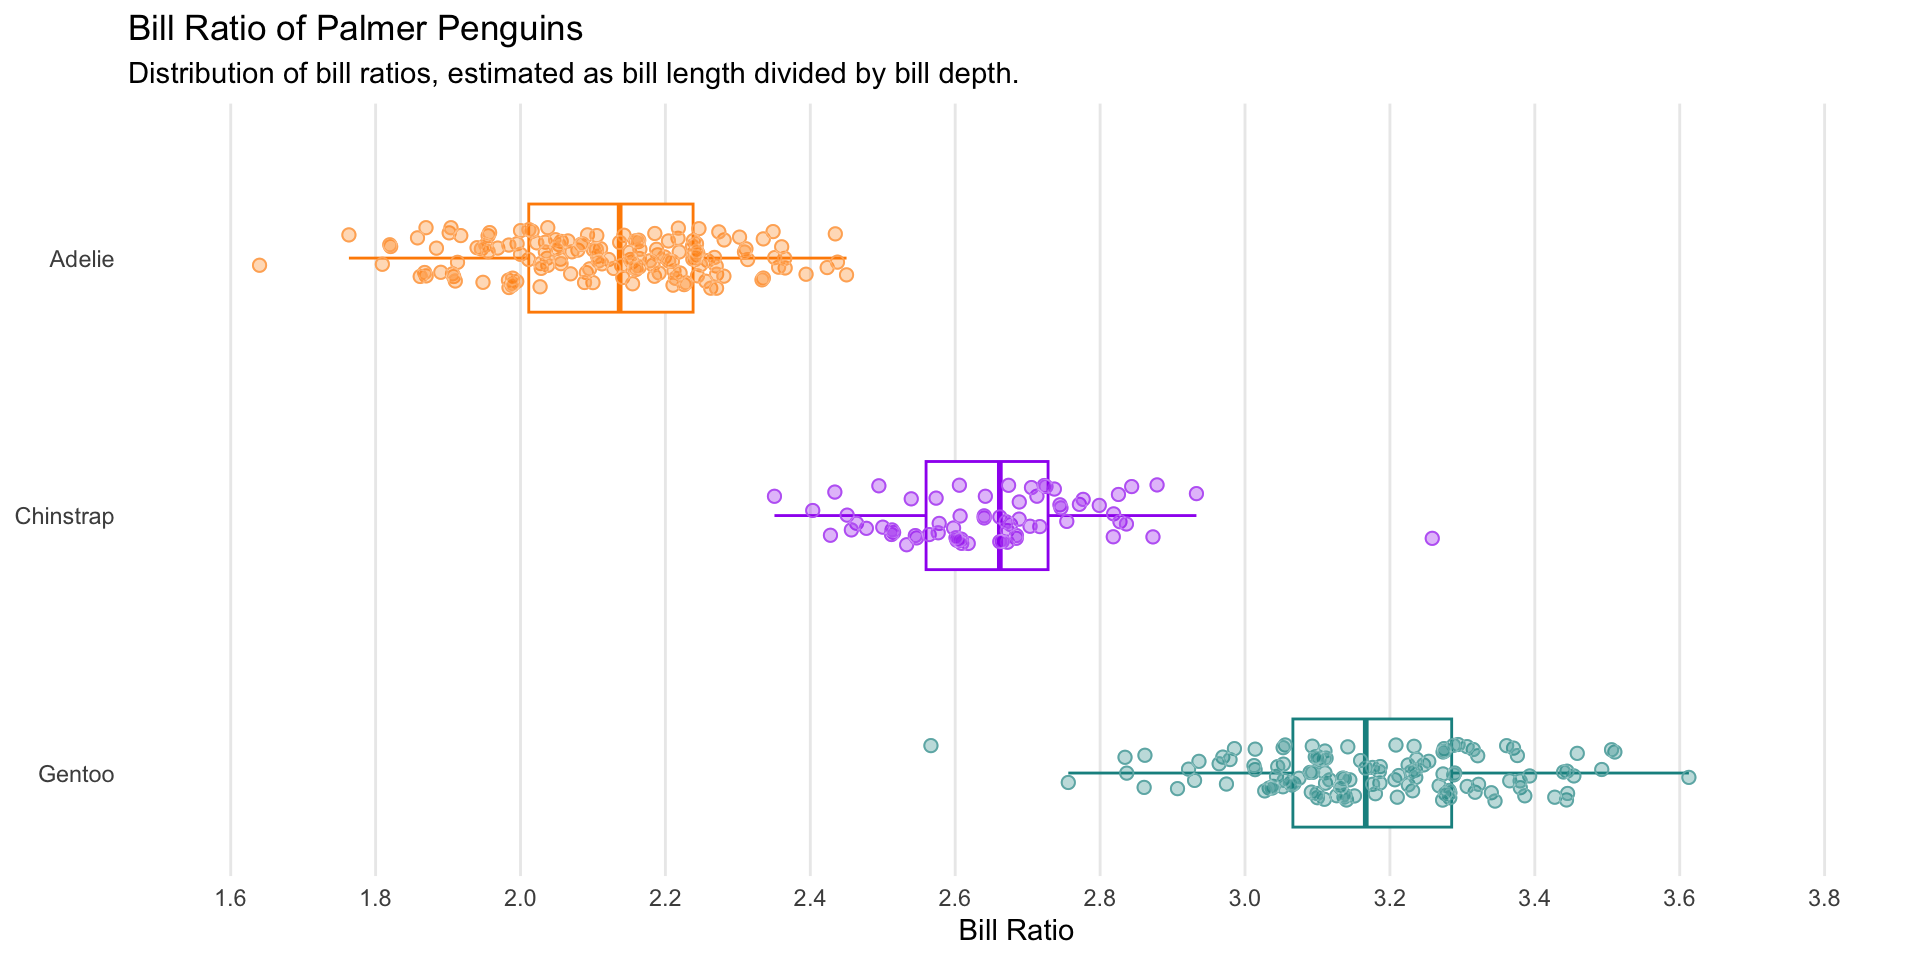 Bill Ratio of Palmer Penguins
Distribution of bill ratios, estimated as bill length divided by bill depth.
Adelie
Chinstrap
Gentoo
1.6 1.8 2.0 2.2 2.4 2.6 2.8 3.0 3.2 3.4 3.6 3.8
Bill Ratio